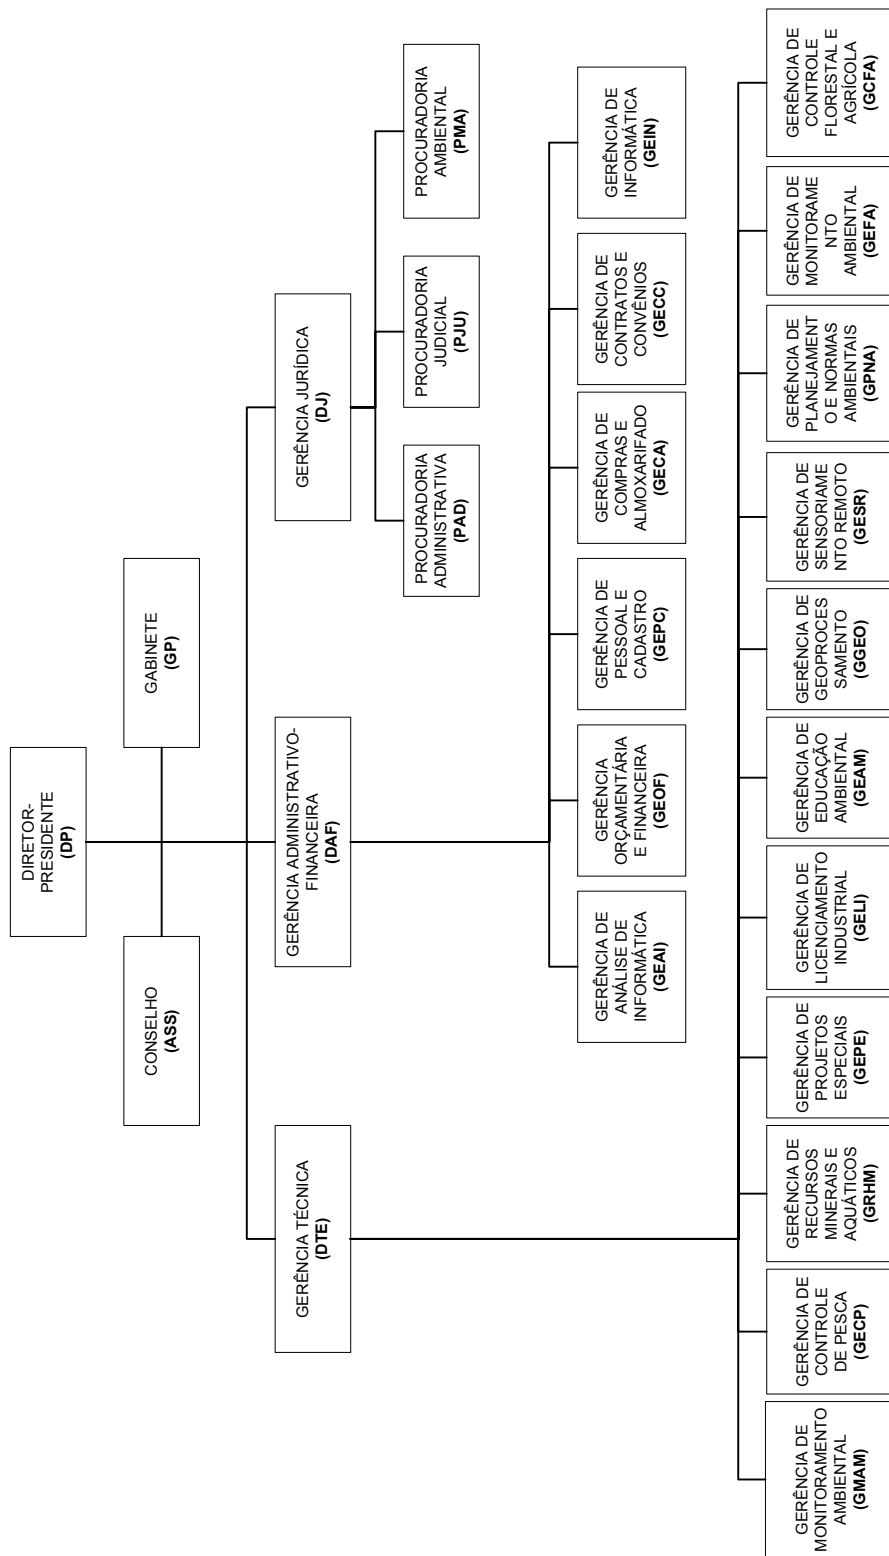 DIRETOR-
PRESIDENTE
(DP)
CONSELHO
(ASS)
GABINETE
(GP)
GERÊNCIA TÉCNICA
(DTE)
GERÊNCIA ADMINISTRATIVO-
FINANCEIRA
(DAF)
GERÊNCIA JURÍDICA
(DJ)
PROCURADORIA
ADMINISTRATIVA
(PAD)
PROCURADORIA
JUDICIAL
(PJU)
PROCURADORIA
AMBIENTAL
(PMA)
GERÊNCIA DE
ANÁLISE DE
INFORMÁTICA
(GEAI)
GERÊNCIA
ORÇAMENTÁRIA
E FINANCEIRA
(GEOF)
GERÊNCIA DE
PESSOAL E
CADASTRO
(GEPC)
GERÊNCIA DE
COMPRAS E
ALMOXARIFADO
(GECA)
GERÊNCIA DE
CONTRATOS E
CONVÊNIOS
(GECC)
GERÊNCIA DE
INFORMÁTICA
(GEIN)
GERÊNCIA DE
MONITORAMENTO
AMBIENTAL
(GMAM)
GERÊNCIA DE
CONTROLE
DE PESCA
(GECP)
GERÊNCIA DE
RECURSOS
MINERAIS E
AQUÁTICOS
(GRHM)
GERÊNCIA DE
PROJETOS
ESPECIAIS
(GEPE)
GERÊNCIA DE
LICENCIAMENTO
INDUSTRIAL
(GELI)
GERÊNCIA DE
EDUCAÇÃO
AMBIENTAL
(GEAM)
GERÊNCIA DE
GEOPROCES
SAMENTO
(GGEO)
GERÊNCIA DE
SENSORIAME
NTO REMOTO
(GESR)
GERÊNCIA DE
PLANEJAMENT
O E NORMAS
AMBIENTAIS
(GPNA)
GERÊNCIA DE
MONITORAME
NTO
AMBIENTAL
(GEFA)
GERÊNCIA DE
CONTROLE
FLORESTAL E
AGRÍCOLA
(GCFA)